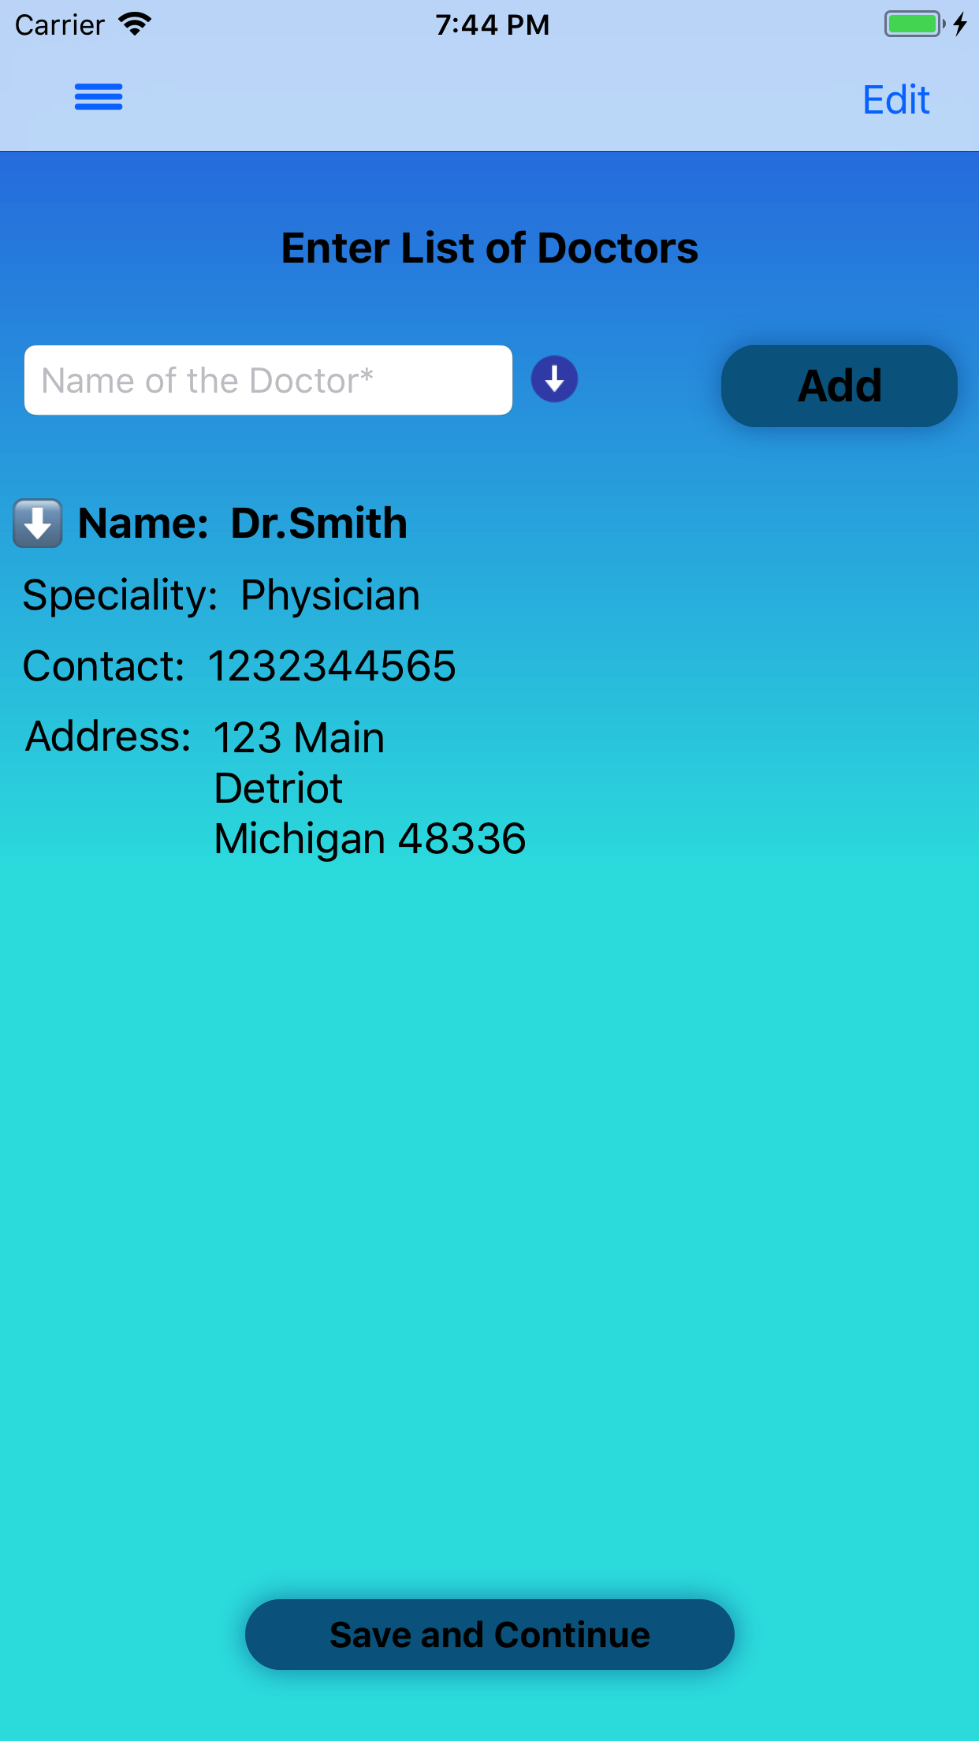 Carrier 7:44 PM
Edit
Enter List of Doctors
Name of the Doctor*
Add
Name: Dr.Smith
Speciality: Physician
Contact: 1232344565
Address: 123 Main
Detriot
Michigan 48336
Save and Continue